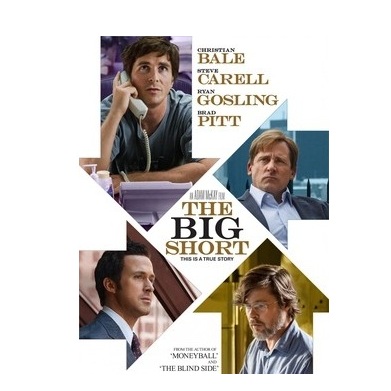 CHRISTIAN
BALE
STEVE
CARELL
RYAN
GOSLING
BRAD
PITT
AN ADAM McKAY FILM
THE
BIG
SHORT
THIS IS A TRUE STORY
FROM THE AUTHOR OF
'MONEYBALL' AND
'THE BLIND SIDE'